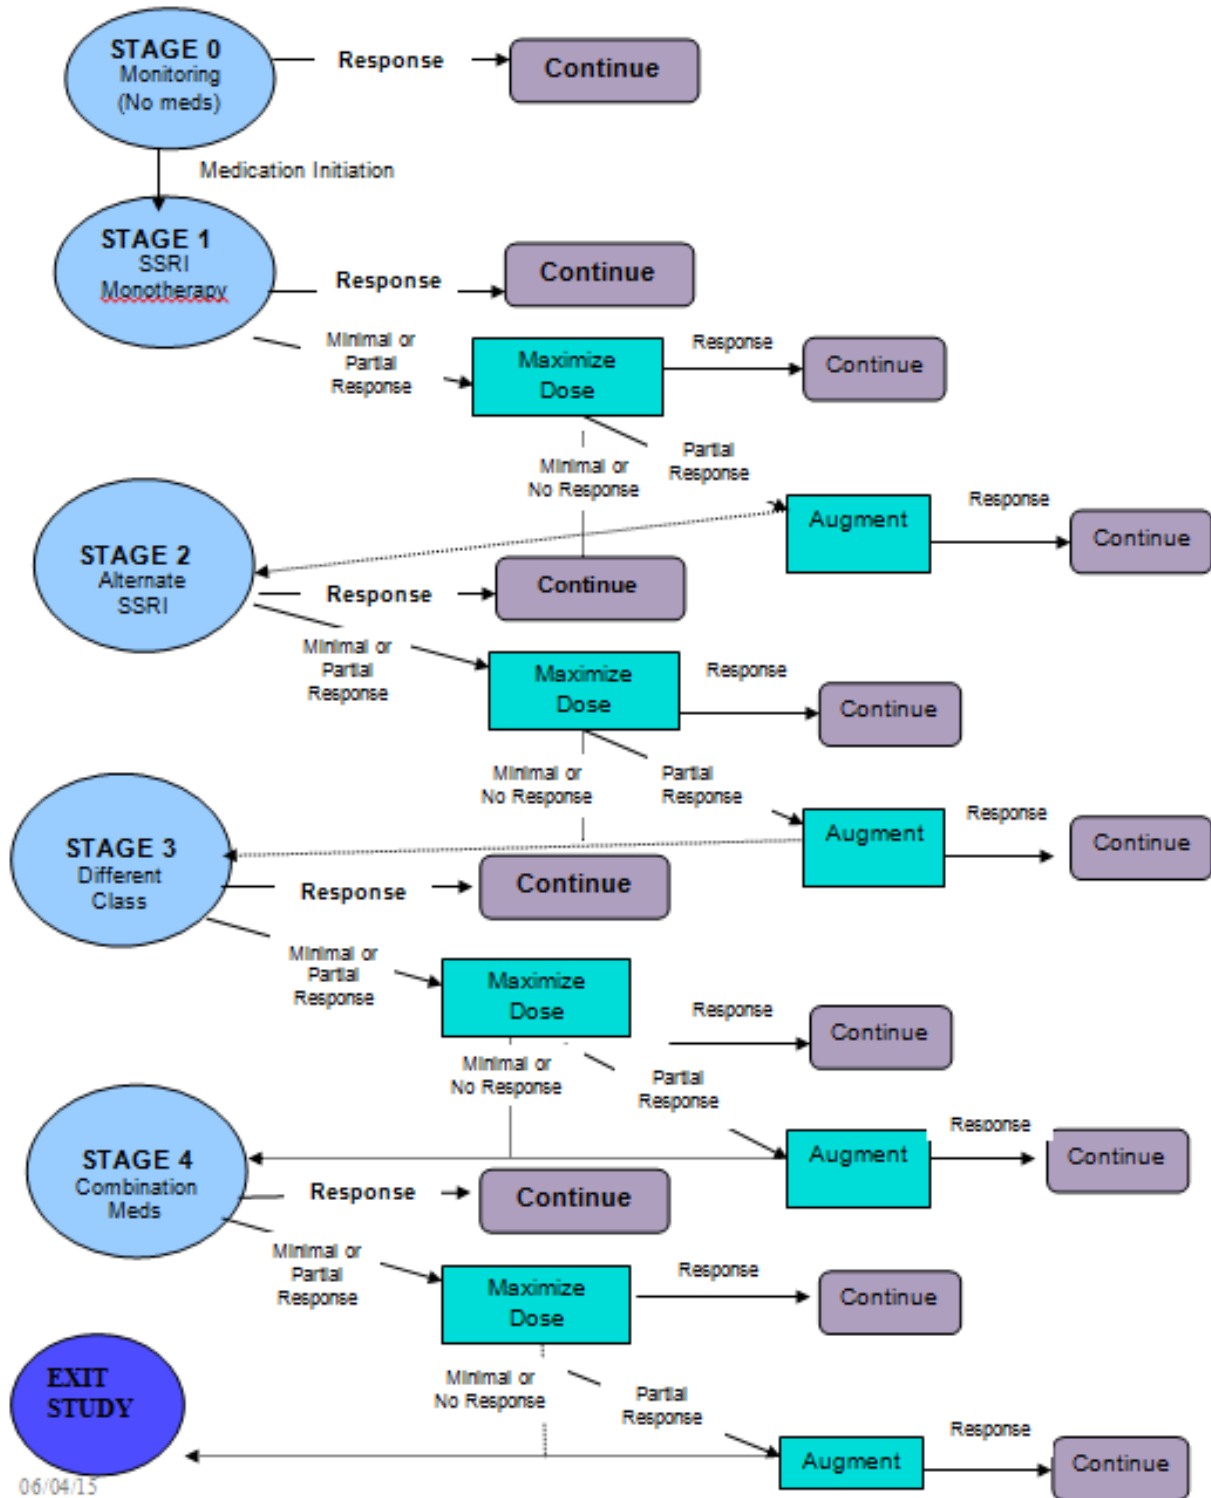 STAGE 0
Monitoring
(No meds)
Response
Continue
Medication Initiation
STAGE 1
SSRI
Monotherapy
Response
Continue
Minimal or
Partial
Response
Maximize
Dose
Response
Continue
Minimal or
No Response
Partial
Response
Augment
Response
Continue
STAGE 2
Alternate
SSRI
Response
Continue
Minimal or
Partial
Response
Maximize
Dose
Response
Continue
Minimal or
No Response
Partial
Response
Augment
Response
Continue
STAGE 3
Different
Class
Response
Continue
Minimal or
Partial
Response
Maximize
Dose
Response
Continue
Minimal or
No Response
Partial
Response
Augment
Response
Continue
STAGE 4
Combination
Meds
Response
Continue
Minimal or
Partial
Response
Maximize
Dose
Response
Continue
Minimal or
No Response
Partial
Response
Augment
Response
Continue
EXIT
STUDY
06/04/15